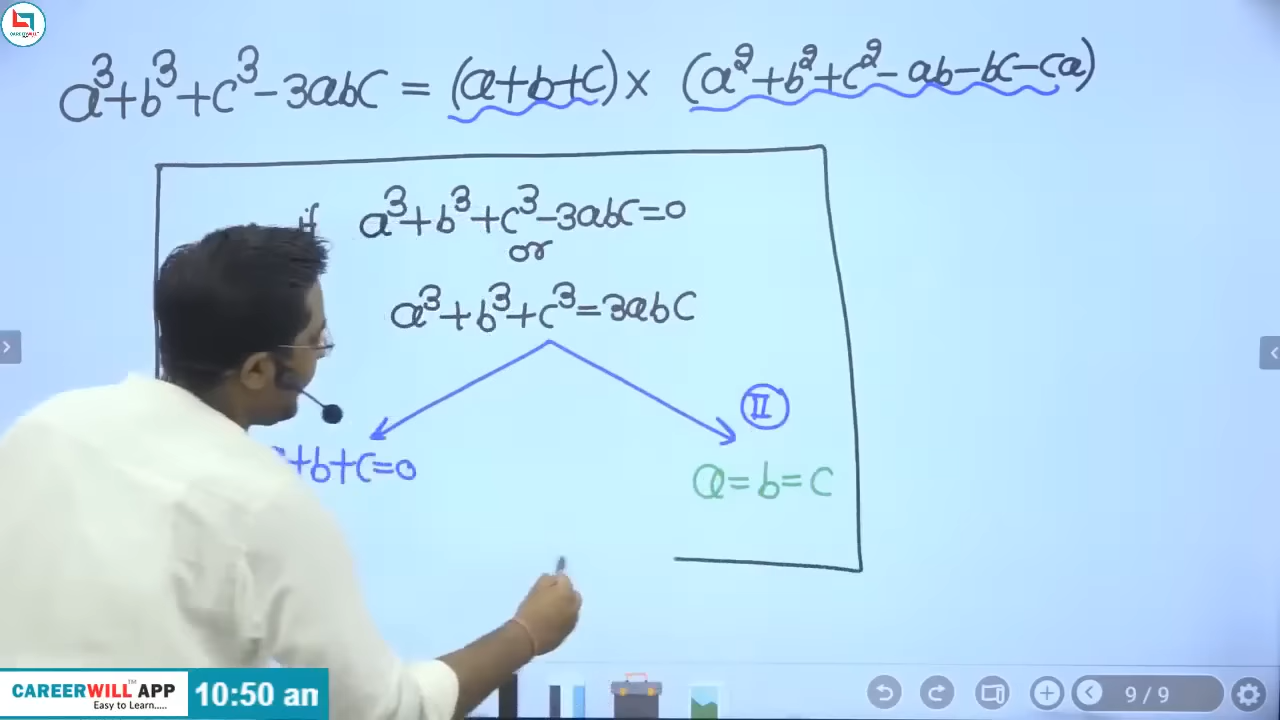 a³+b³+c³-3abc = (a+b+c)× (a²+b²+c²-ab-bc-ca)
if a³+b³+c³-3abc=0
or
a³+b³+c³=3abc
II
+b+c=0
a=b=c
CAREERWILL
CAREERWILL™ APP
Easy to Learn.....
10:50 an
9 / 9